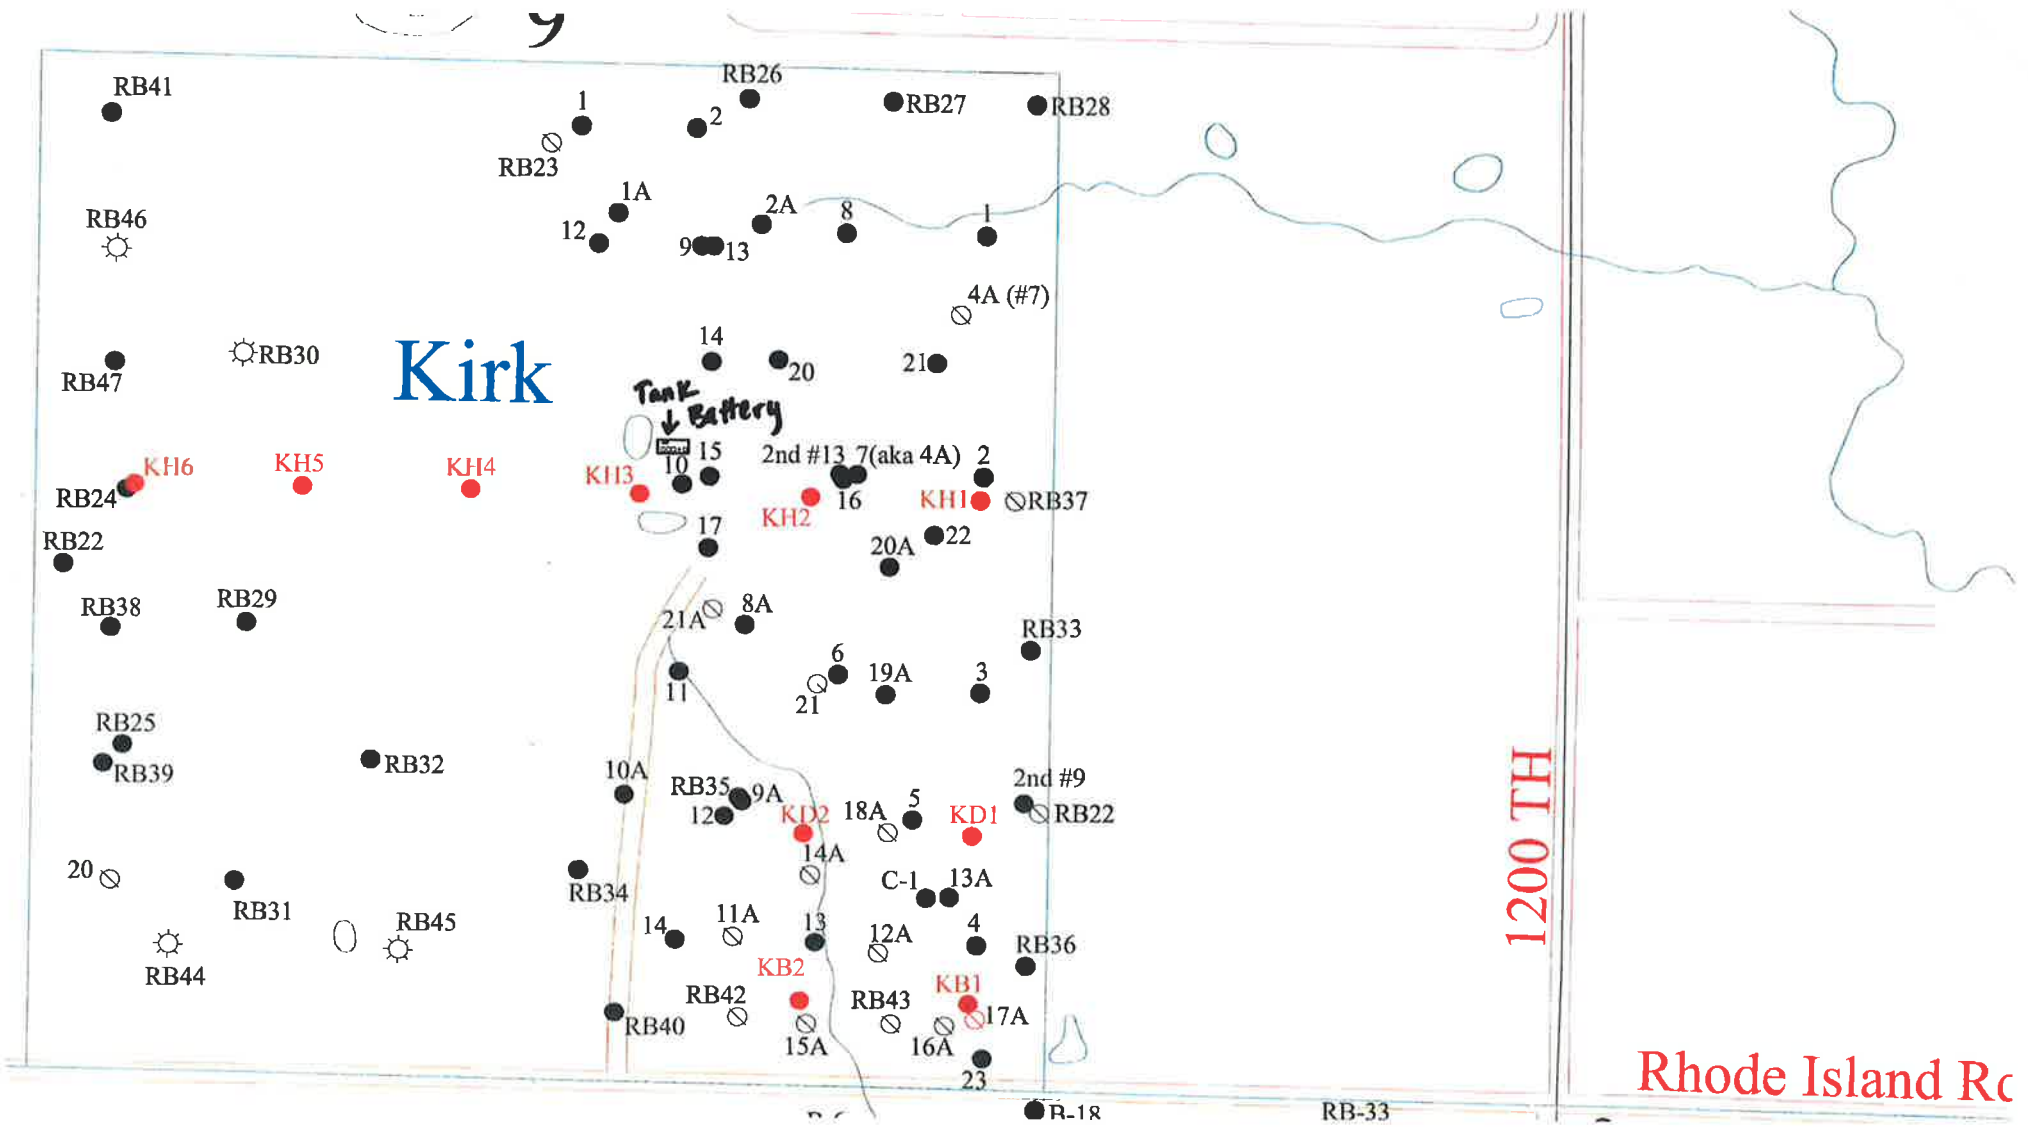 9
RB41
1
2
RB26
RB27
RB28
RB23
1A
12
RB46
9
13
2A
8
1
4A (#7)
RB47
RB30
Kirk
14
20
21
Tank
Battery
10
15
2nd #13
7(aka 4A)
16
2
KH6
KH5
KH4
KH3
KH2
KH1
RB37
RB24
RB22
17
20A
22
RB38
RB29
21A
8A
RB33
11
6
21
19A
3
RB25
RB39
RB32
10A
RB35
9A
12
KD2
18A
5
KD1
2nd #9
RB22
1200 TH
20
RB31
RB34
14A
C-1
13A
RB44
RB45
14
11A
13
12A
4
RB36
KB2
KB1
RB42
RB43
17A
RB40
15A
16A
23
Rhode Island
B-18
RB-33